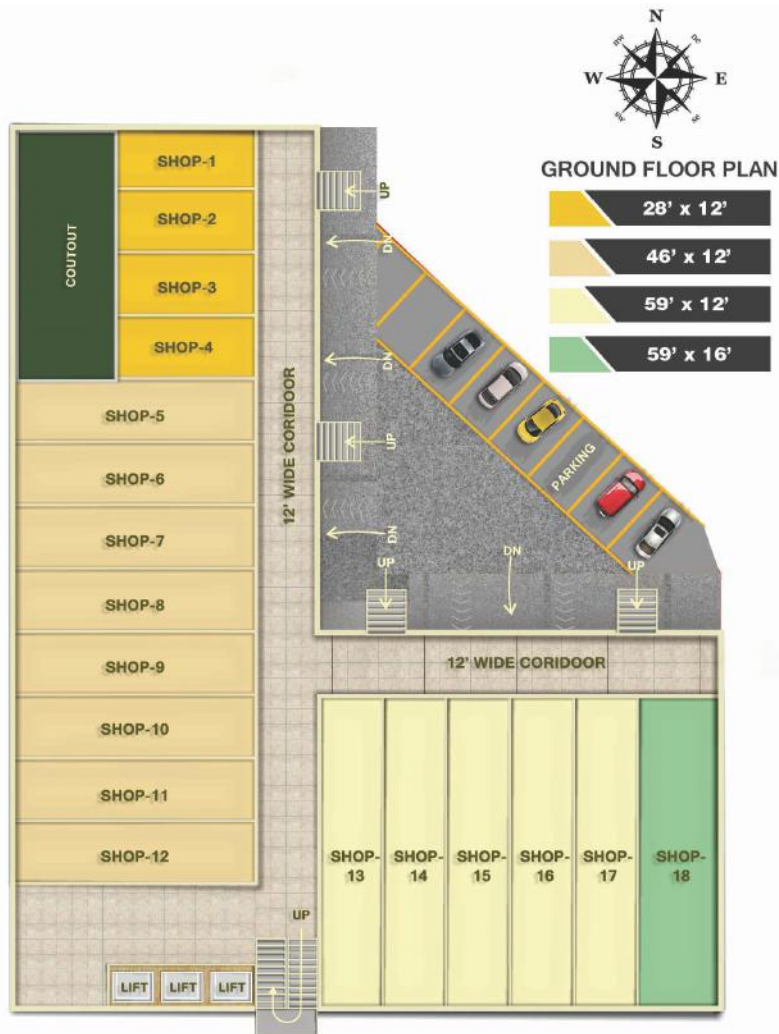 N
W
E
S
GROUND FLOOR PLAN
28' x 12'
46' x 12'
59' x 12'
59' x 16'
COUTOUT
SHOP-1
SHOP-2
SHOP-3
SHOP-4
SHOP-5
SHOP-6
SHOP-7
SHOP-8
SHOP-9
SHOP-10
SHOP-11
SHOP-12
12' WIDE CORIDOOR
UP
DN
DN
UP
DN
UP
DN
UP
PARKING
12' WIDE CORIDOOR
SHOP-
13
SHOP-
14
SHOP-
15
SHOP-
16
SHOP-
17
SHOP-
18
UP
LIFT
LIFT
LIFT